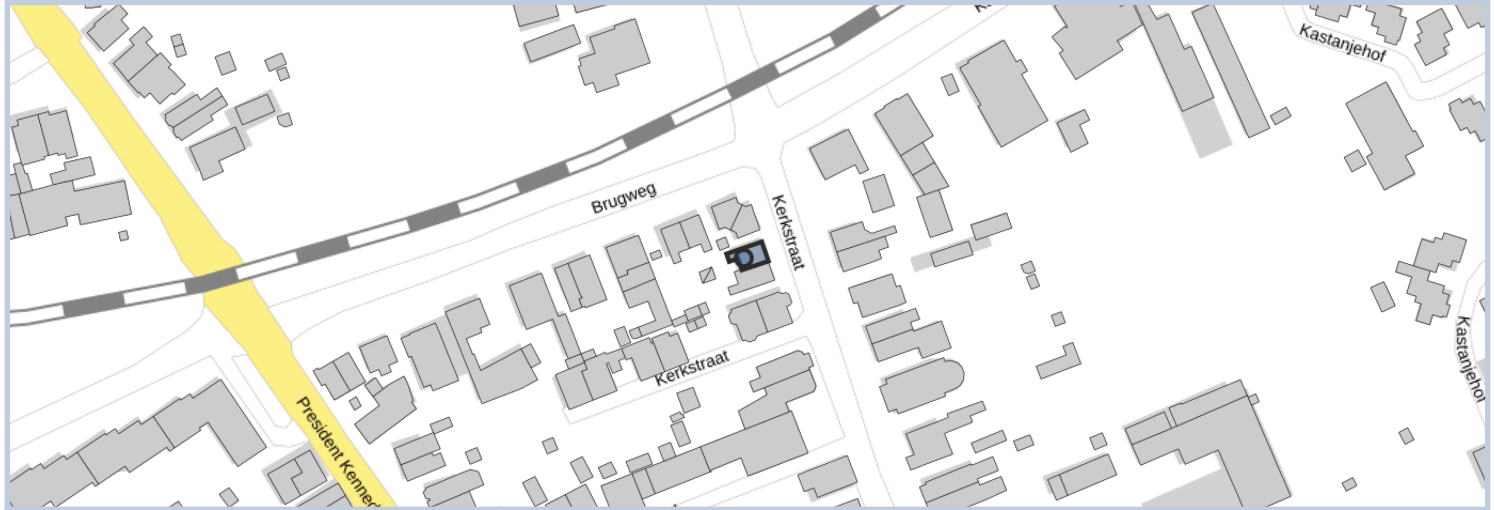 Kastanjehof
Brugweg
Kerkstraat
Kerkstraat
Kastanjehof
President Kenned